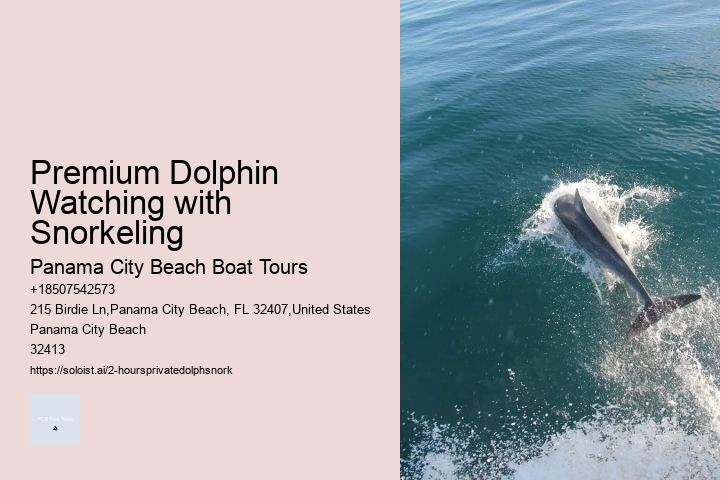 Premium Dolphin
Watching with
Snorkeling
Panama City Beach Boat Tours
+18507542573
215 Birdie Ln,Panama City Beach, FL 32407,United States
Panama City Beach
32413
https://soloist.ai/2-hoursprivatedolphsnork